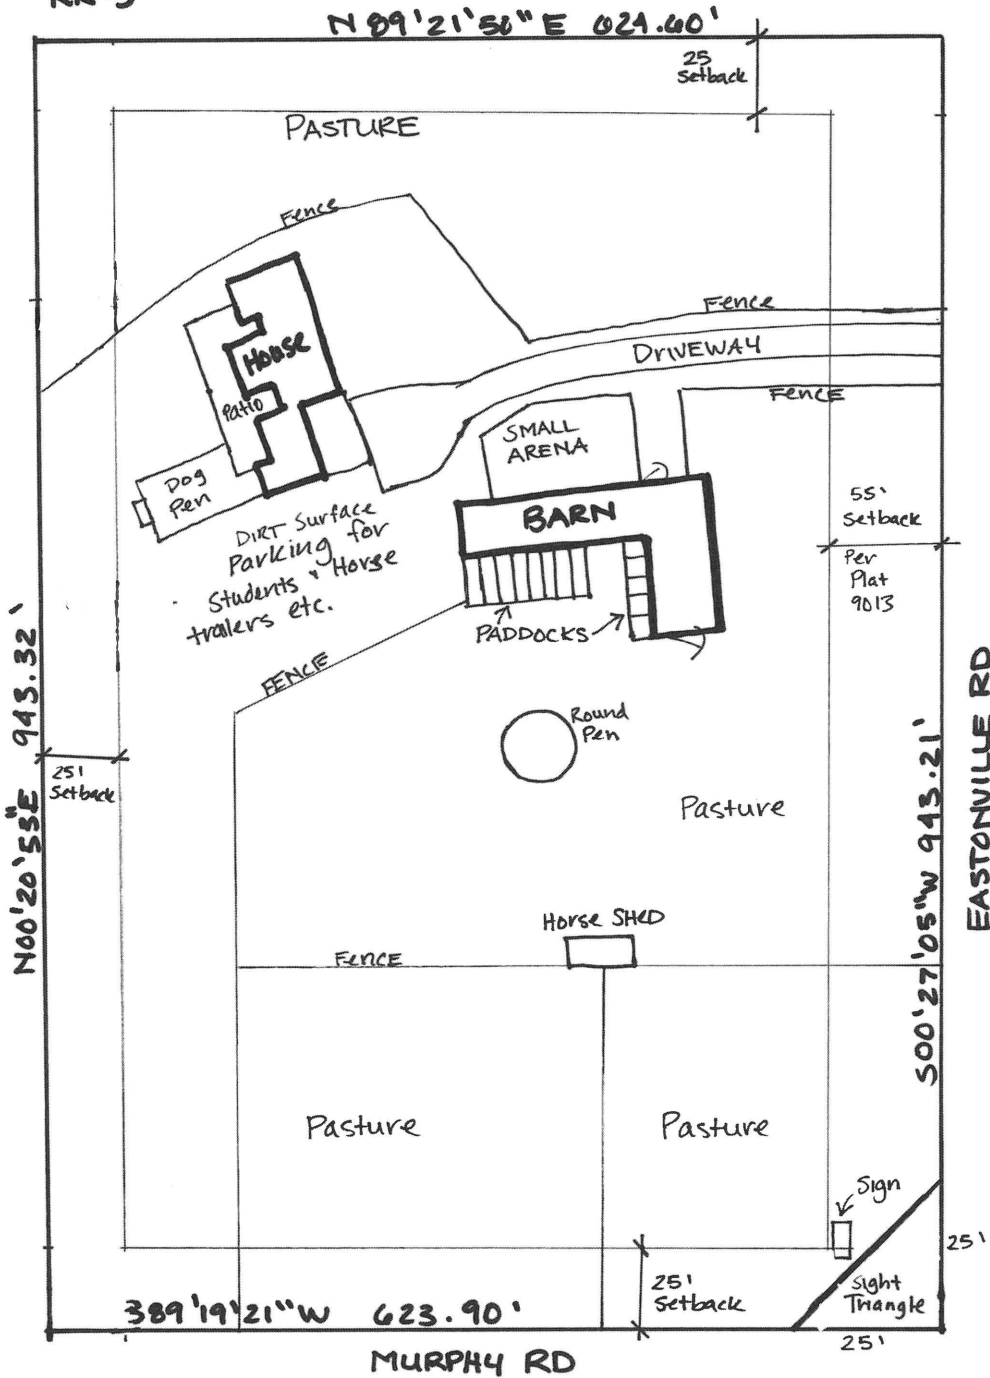 RR-5
N 89'21'50" E 624.60'
25
setback
PASTURE
Fence
Fence
DRIVEWAY
House
Fence
Patio
SMALL
ARENA
Dog
Pen
BARN
55'
Setback
DIRT Surface
Parking for
Students & Horse
trailers etc.
Per
Plat
9013
PADDOCKS
FENCE
N00'20'53"E 943.32'
Round
Pen
25'
Setback
Pasture
S00'27'05"W 943.21'
EASTONVILLE RD
Horse SHED
Fence
Pasture
Pasture
Sign
25'
25'
Setback
Sight
Triangle
S89'19'21"W 623.90'
25'
MURPHY RD